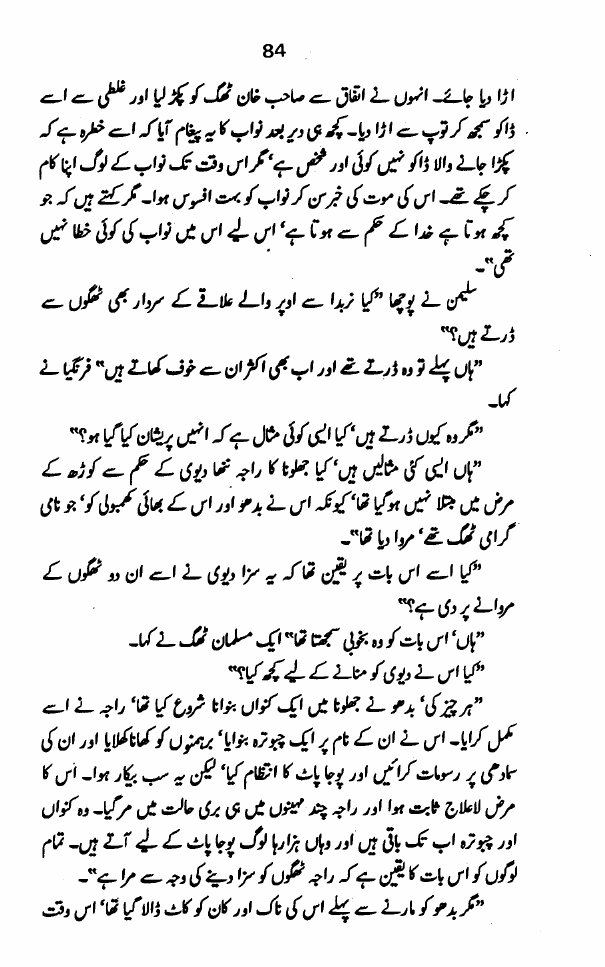 84
اڑا دیا جائے۔ انہوں نے اتفاق سے صاحب خان ٹھگ کو پکڑ لیا اور غلطی سے اسے
ڈاکو سمجھ کر توپ سے اڑا دیا۔ کچھ ہی دیر بعد نواب کا یہ پیغام آیا کہ اسے خطرہ ہے کہ
پکڑا جانے والا ڈاکو نہیں کوئی اور شخص ہے‘ مگر اس وقت تک نواب کے لوگ اپنا کام
کر چکے تھے۔ اس کی موت کی خبر سن کر نواب کو بہت افسوس ہوا۔ مگر کہتے ہیں کہ جو
کچھ ہوتا ہے خدا کے حکم سے ہوتا ہے‘ اس لیے اس میں نواب کی کوئی خطا نہیں
تھی"۔
سلیمن نے پوچھا "کیا نربدا سے اوپر والے علاقے کے سردار بھی ٹھگوں سے
ڈرتے ہیں؟"
"ہاں پہلے تو وہ ڈرتے تھے اور اب بھی اکثر ان سے خوف کھاتے ہیں" فرنگیا نے
کہا۔
"مگر وہ کیوں ڈرتے ہیں‘ کیا ایسی کوئی مثال ہے کہ انہیں پریشان کیا گیا ہو؟"
"ہاں ایسی کئی مثالیں ہیں‘ کیا جھلونا کا راجہ نتھا دیوی کے حکم سے کوڑھ کے
مرض میں مبتلا نہیں ہو گیا تھا‘ کیونکہ اس نے بدھو اور اس کے بھائی کھمبولی کو‘ جو نامی
گرامی ٹھگ تھے‘ مروا دیا تھا"۔
"کیا اسے اس بات پر یقین تھا کہ یہ سزا دیوی نے اسے ان دو ٹھگوں کے
مروانے پر دی ہے؟"
"ہاں‘ اس بات کو وہ بخوبی سمجھتا تھا" ایک مسلمان ٹھگ نے کہا۔
"کیا اس نے دیوی کو منانے کے لیے کچھ کیا؟"
"ہر چیز کی‘ بدھو نے جھلونا میں ایک کنواں بنوانا شروع کیا تھا‘ راجہ نے اسے
مکمل کرایا۔ اس نے ان کے نام پر ایک چبوترہ بنوایا‘ برہمنوں کو کھانا کھلایا اور ان کی
سادھی پر رسومات کرائیں اور پوجا پاٹ کا انتظام کیا‘ لیکن یہ سب بیکار ہوا۔ اس کا
مرض لاعلاج ثابت ہوا اور راجہ چند مہینوں میں ہی بری حالت میں مر گیا۔ وہ کنواں
اور چبوترہ اب تک باقی ہیں اور وہاں ہزارہا لوگ پوجا پاٹ کے لیے آتے ہیں۔ تمام
لوگوں کو اس بات کا یقین ہے کہ راجہ ٹھگوں کو سزا دینے کی وجہ سے مرا ہے"۔
"مگر بدھو کو مارنے سے پہلے اس کی ناک اور کان کو کاٹ ڈالا گیا تھا‘ اس وقت